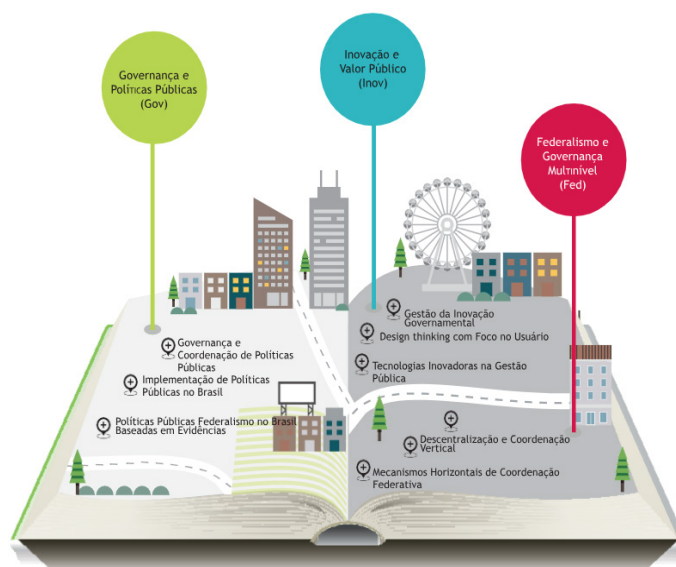 Governança e
Políticas Públicas
(Gov)
Inovação e
Valor Público
(Inov)
Federalismo e
Governança
Multinível
(Fed)
Governança e
Coordenação de Políticas
Públicas
Implementação de Políticas
Públicas no Brasil
Políticas Públicas Federalismo no Brasil
Baseadas em Evidências
Gestão da Inovação
Governamental
Design thinking com Foco no Usuário
Tecnologias Inovadoras na Gestão
Pública
Descentralização e Coordenação
Vertical
Mecanismos Horizontais de Coordenação
Federativa